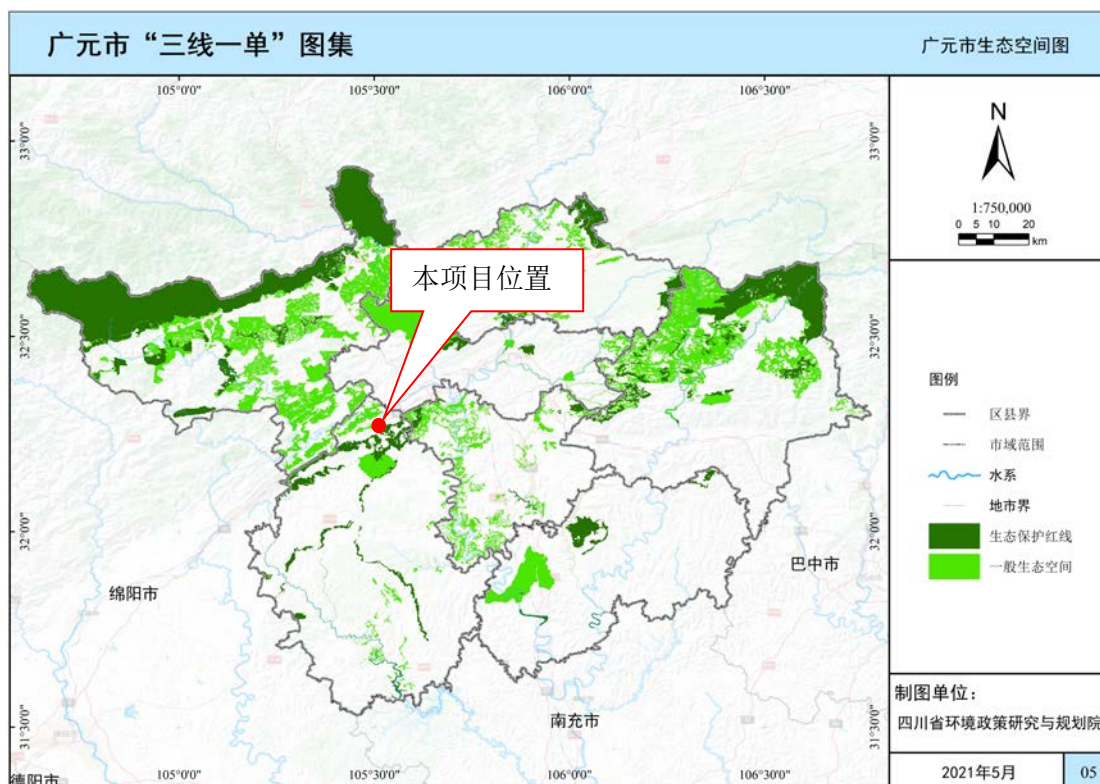 广元市“三线一单”图集
广元市生态空间图
105°0'0"
105°30'0"
106°0'0"
106°30'0"
33°0'0"
33°0'0"
N
1:750,000
0 5 10 20
km
本项目位置
32°30'0"
32°30'0"
图例
区县界
市域范围
水系
地市界
生态保护红线
一般生态空间
32°0'0"
32°0'0"
绵阳市
巴中市
南充市
德阳市
31°30'0"
31°30'0"
105°0'0"
105°30'0"
106°0'0"
106°30'0"
制图单位：
四川省环境政策研究与规划院
2021年5月
05